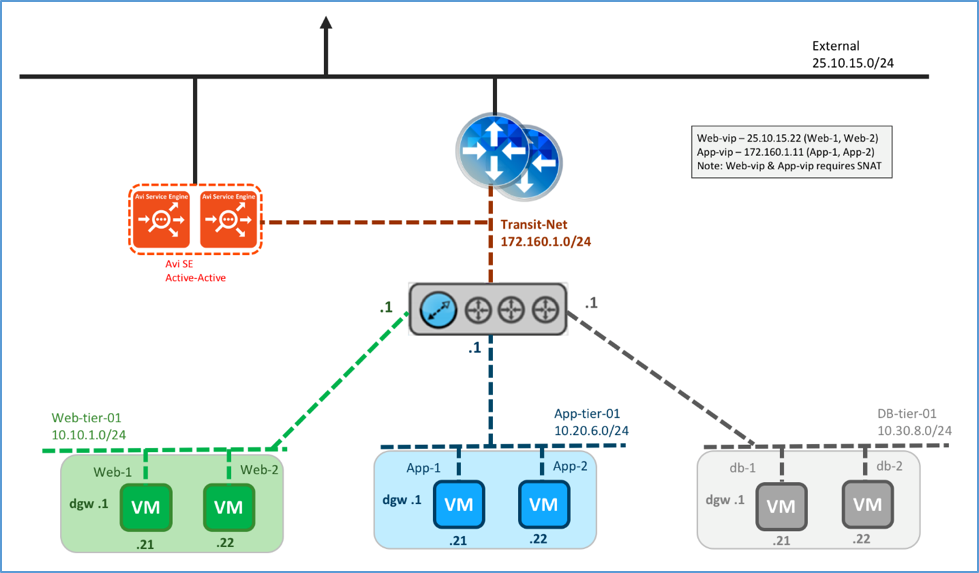 External
25.10.15.0/24
Web-vip – 25.10.15.22 (Web-1, Web-2)
App-vip – 172.160.1.11 (App-1, App-2)
Note: Web-vip & App-vip requires SNAT
Avi Service Engine
Avi Service Engine
Transit-Net
172.160.1.0/24
Avi SE
Active-Active
.1
.1
.1
Web-tier-01
10.10.1.0/24
App-tier-01
10.20.6.0/24
DB-tier-01
10.30.8.0/24
Web-1
Web-2
App-1
App-2
db-1
db-2
dgw .1
VM
VM
dgw .1
VM
VM
dgw .1
VM
VM
.21
.22
.21
.22
.21
.22